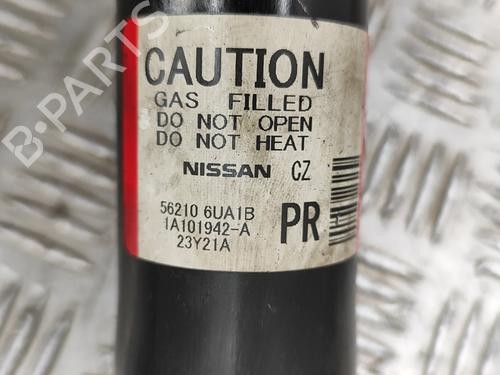 B-PARTS
CAUTION
GAS FILLED
DO NOT OPEN
DO NOT HEAT
NISSAN CZ
56210 6UA1B
1A101942-A
23Y21A
PR